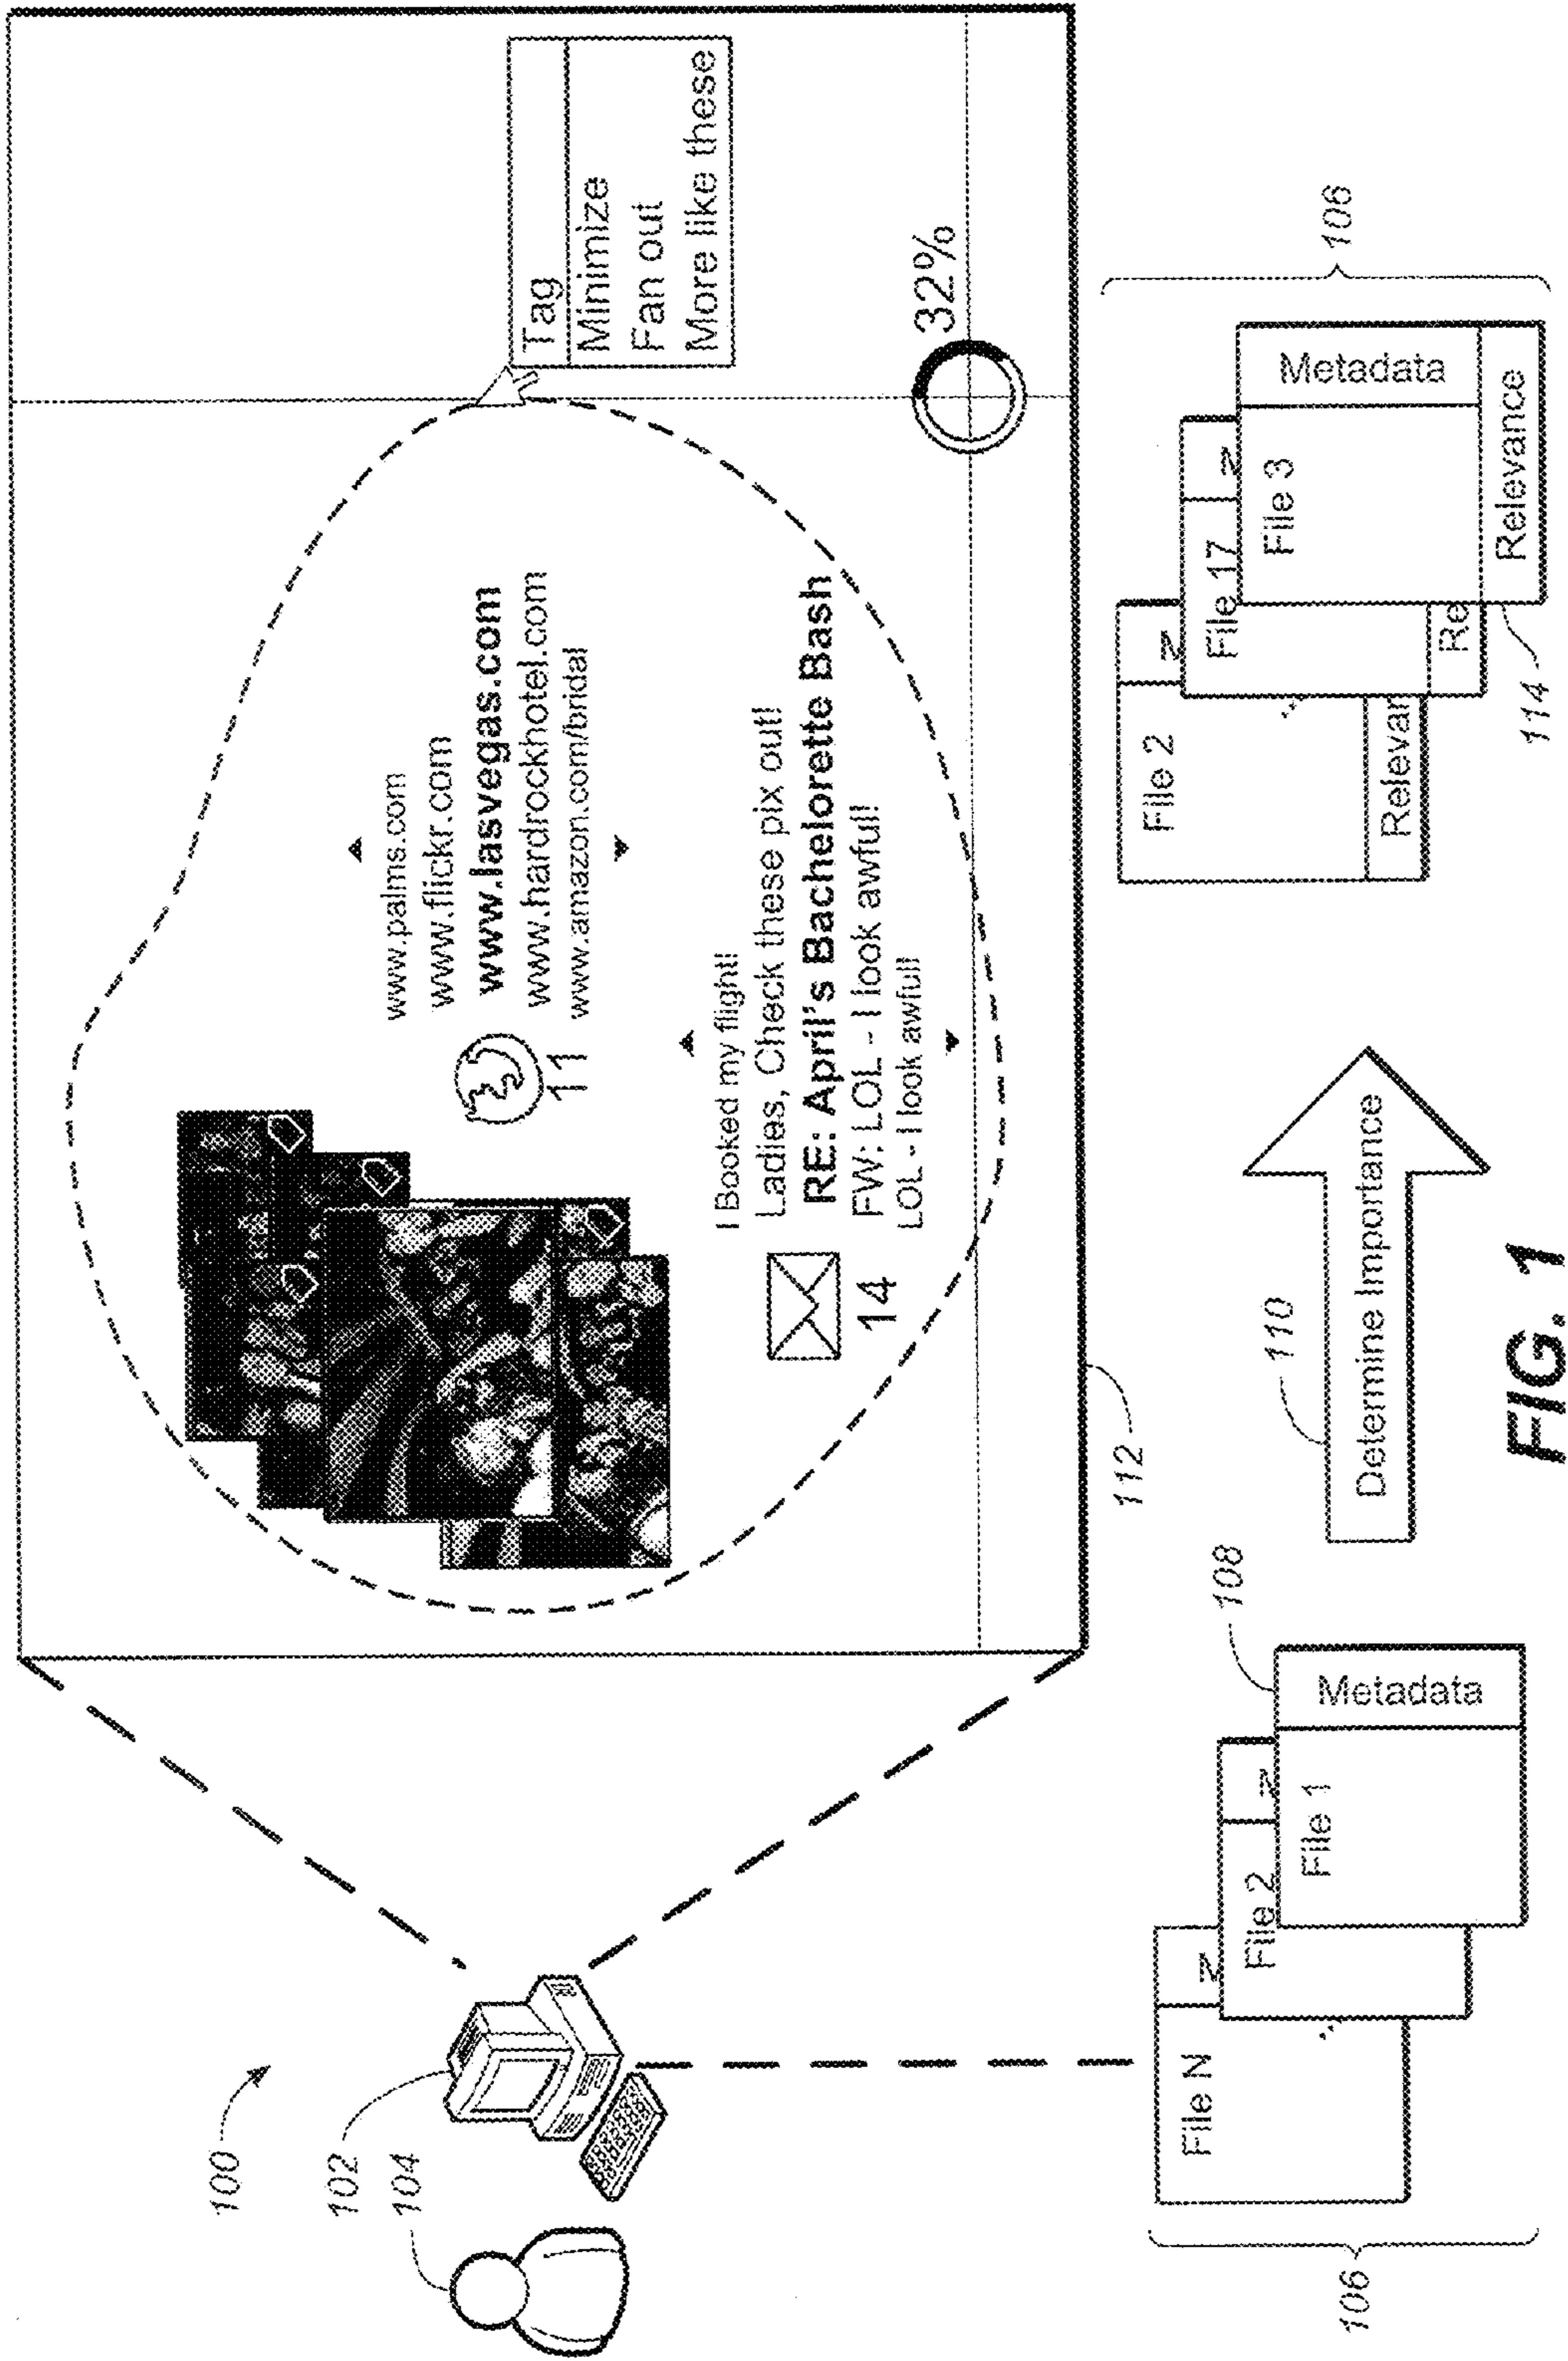 100
102
104
Tag
Minimize
Fan out
More like these
www.palms.com
www.flickr.com
www.lasvegas.com
www.hardrockhotel.com
www.amazon.com/bridal
11
I Booked my flight!
Ladies, Check these pix out!
RE: April's Bachelorette Bash
FW: LOL - I look awful!
LOL - I look awful!
14
32%
112
File N
File 2
File 1
Metadata
108
106
110
Determine Importance
File 2
File 17
File 3
Metadata
Relevar
Re
Relevance
114
106
FIG. 1